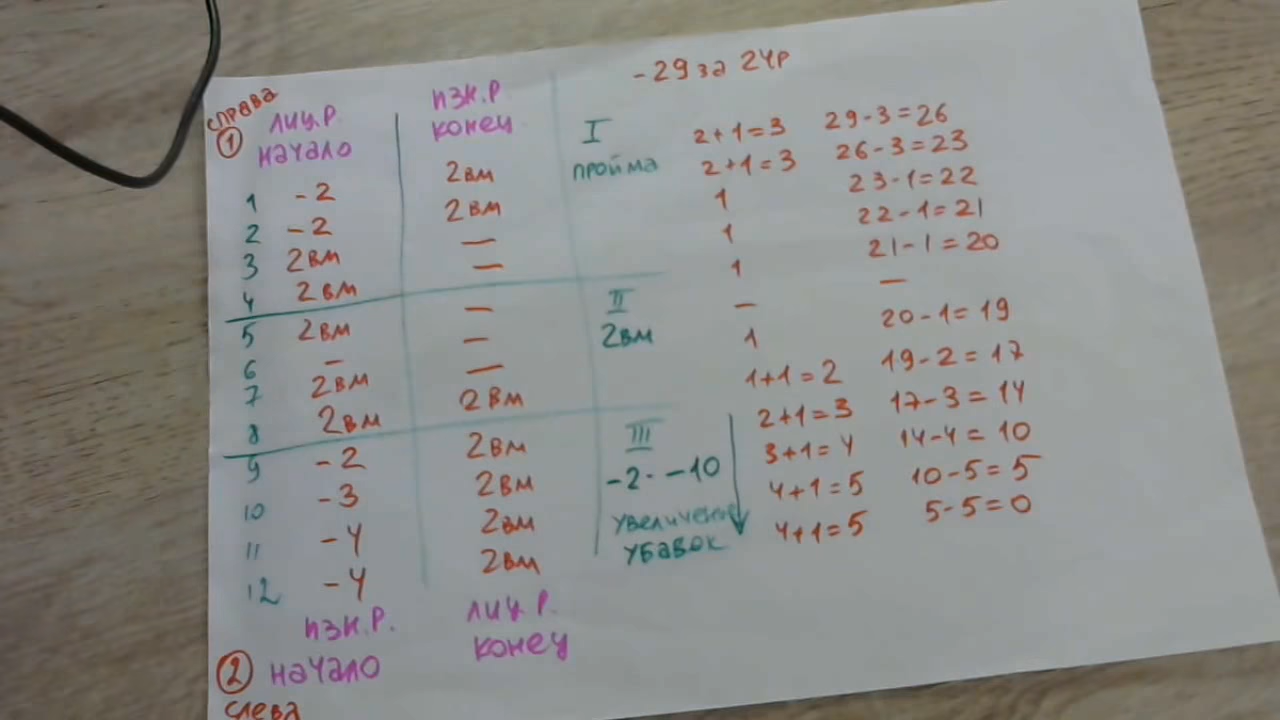 -29 за 24р
справа
① лиц.р изн.р
начало конец
I
пройма
1 -2 2вм 2+1=3 29-3=26
2 -2 2вм 2+1=3 26-3=23
3 2вм — 1 23-1=22
4 2вм — 1 22-1=21
II
2вм
5 2вм — 1 21-1=20
6 - — — —
7 2вм — 1 20-1=19
8 2вм 2вм 1+1=2 19-2=17
III
-2--10
увеличение
убавок
9 -2 2вм 2+1=3 17-3=14
10 -3 2вм 3+1=4 14-4=10
11 -4 2вм 4+1=5 10-5=5
12 -4 2вм 4+1=5 5-5=0
изн.р. лиц.р.
② начало конец
слева